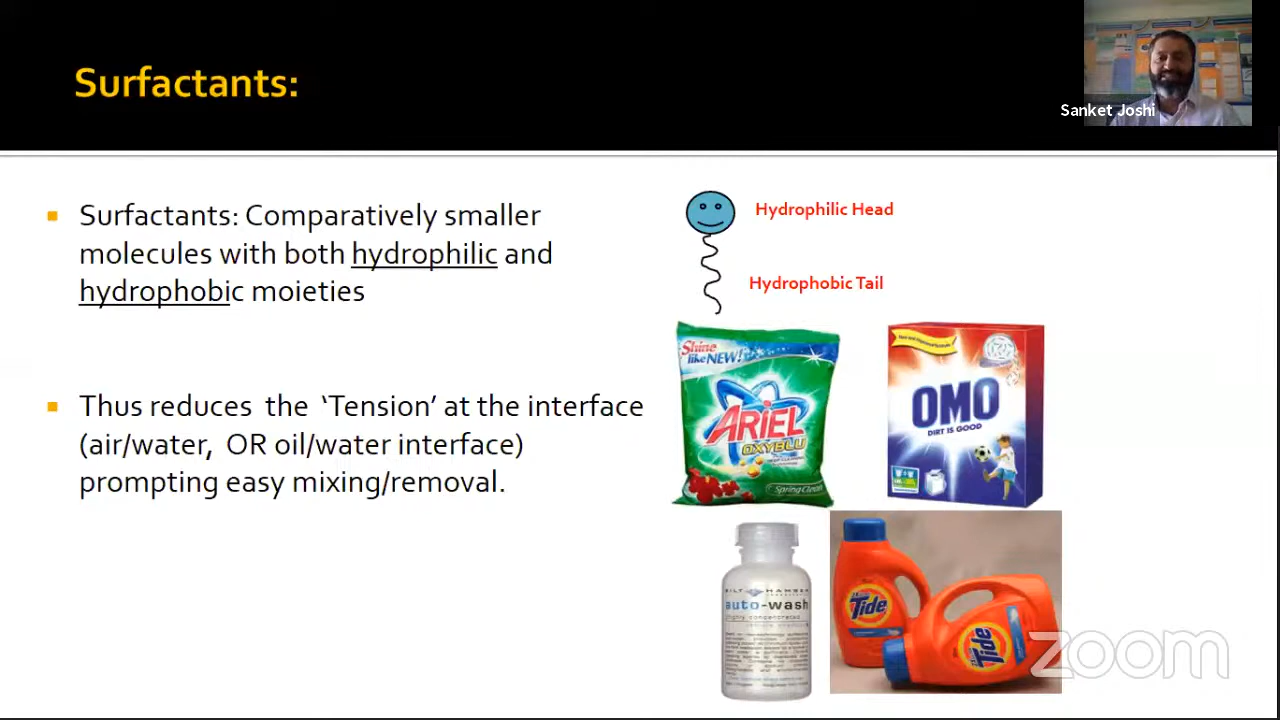 Surfactants:
Sanket Joshi
Surfactants: Comparatively smaller
molecules with both hydrophilic and
hydrophobic moieties
Hydrophilic Head
Hydrophobic Tail
Thus reduces the ‘Tension’ at the interface
(air/water, OR oil/water interface)
prompting easy mixing/removal.
Shine
like NEW!
ARIEL
OXYBLU
Spring Clean
OMO
DIRT IS GOOD
auto-wash
highly concentrated
Tide
Tide
zoom